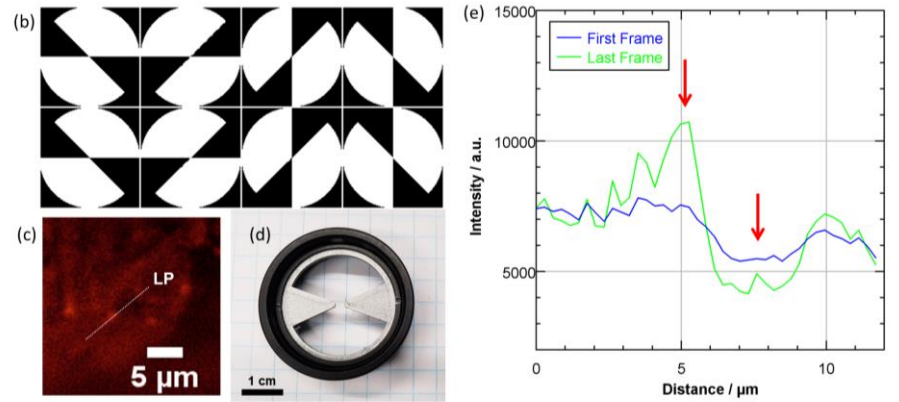 (b)
(c)
LP
5 µm
(d)
1 cm
(e)
15000
10000
5000
Intensity / a.u.
First Frame
Last Frame
0
5
10
Distance / µm